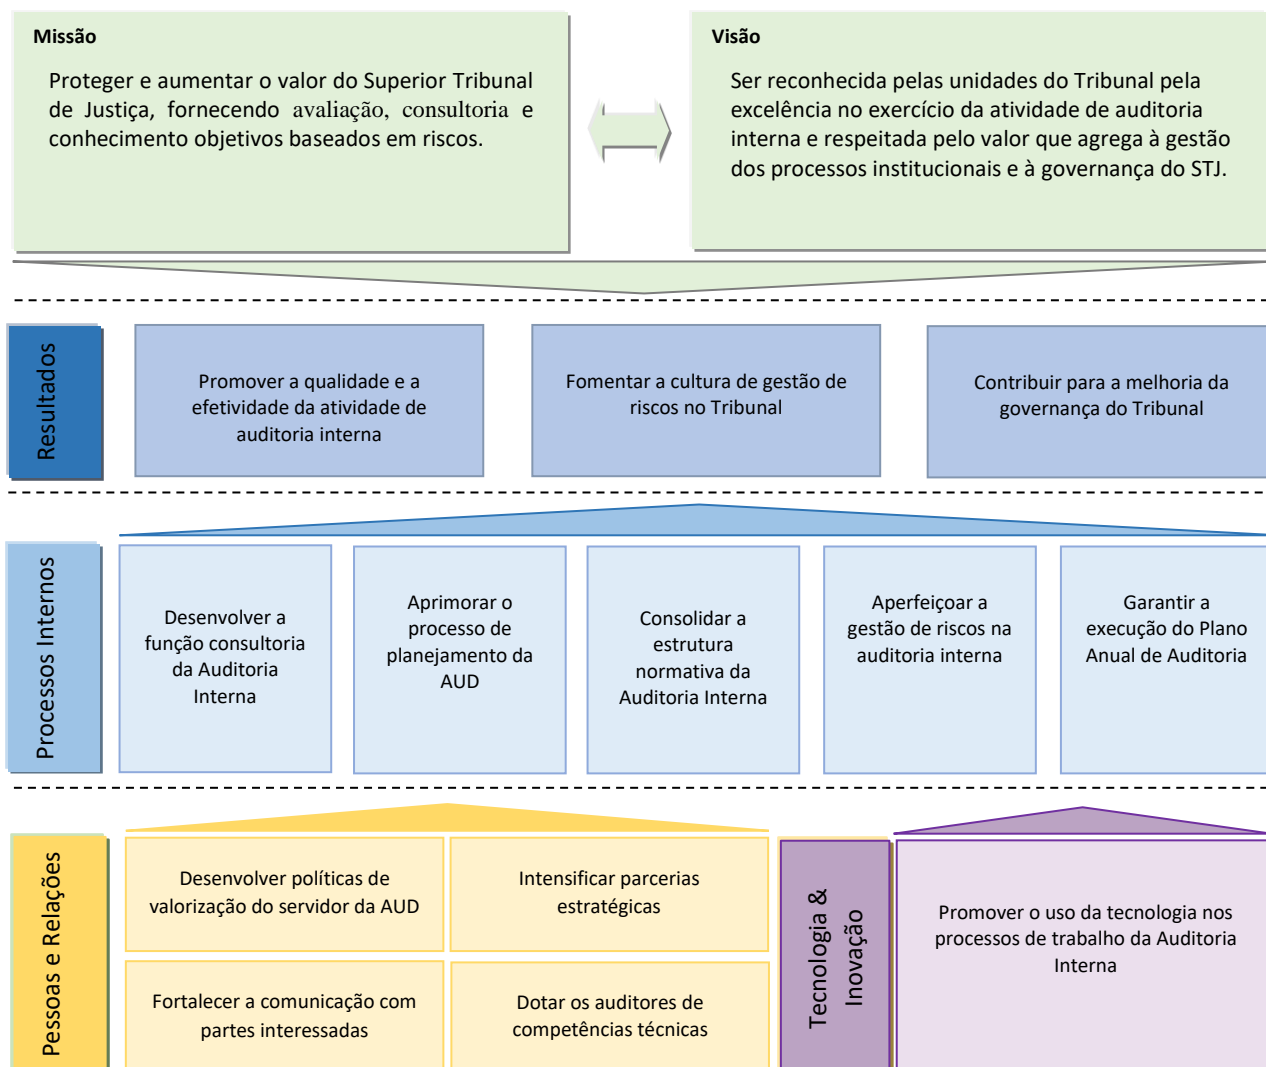 Missão
Proteger e aumentar o valor do Superior Tribunal
de Justiça, fornecendo avaliação, consultoria e
conhecimento objetivos baseados em riscos.
Visão
Ser reconhecida pelas unidades do Tribunal pela
excelência no exercício da atividade de auditoria
interna e respeitada pelo valor que agrega à gestão
dos processos institucionais e à governança do STJ.
Resultados
Promover a qualidade e a
efetividade da atividade de
auditoria interna
Fomentar a cultura de gestão de
riscos no Tribunal
Contribuir para a melhoria da
governança do Tribunal
Processos Internos
Desenvolver a
função consultoria
da Auditoria
Interna
Aprimorar o
processo de
planejamento da
AUD
Consolidar a
estrutura
normativa da
Auditoria Interna
Aperfeiçoar a
gestão de riscos na
auditoria interna
Garantir a
execução do Plano
Anual de Auditoria
Pessoas e Relações
Desenvolver políticas de
valorização do servidor da AUD
Intensificar parcerias
estratégicas
Fortalecer a comunicação com
partes interessadas
Dotar os auditores de
competências técnicas
Tecnologia &
Inovação
Promover o uso da tecnologia nos
processos de trabalho da Auditoria
Interna